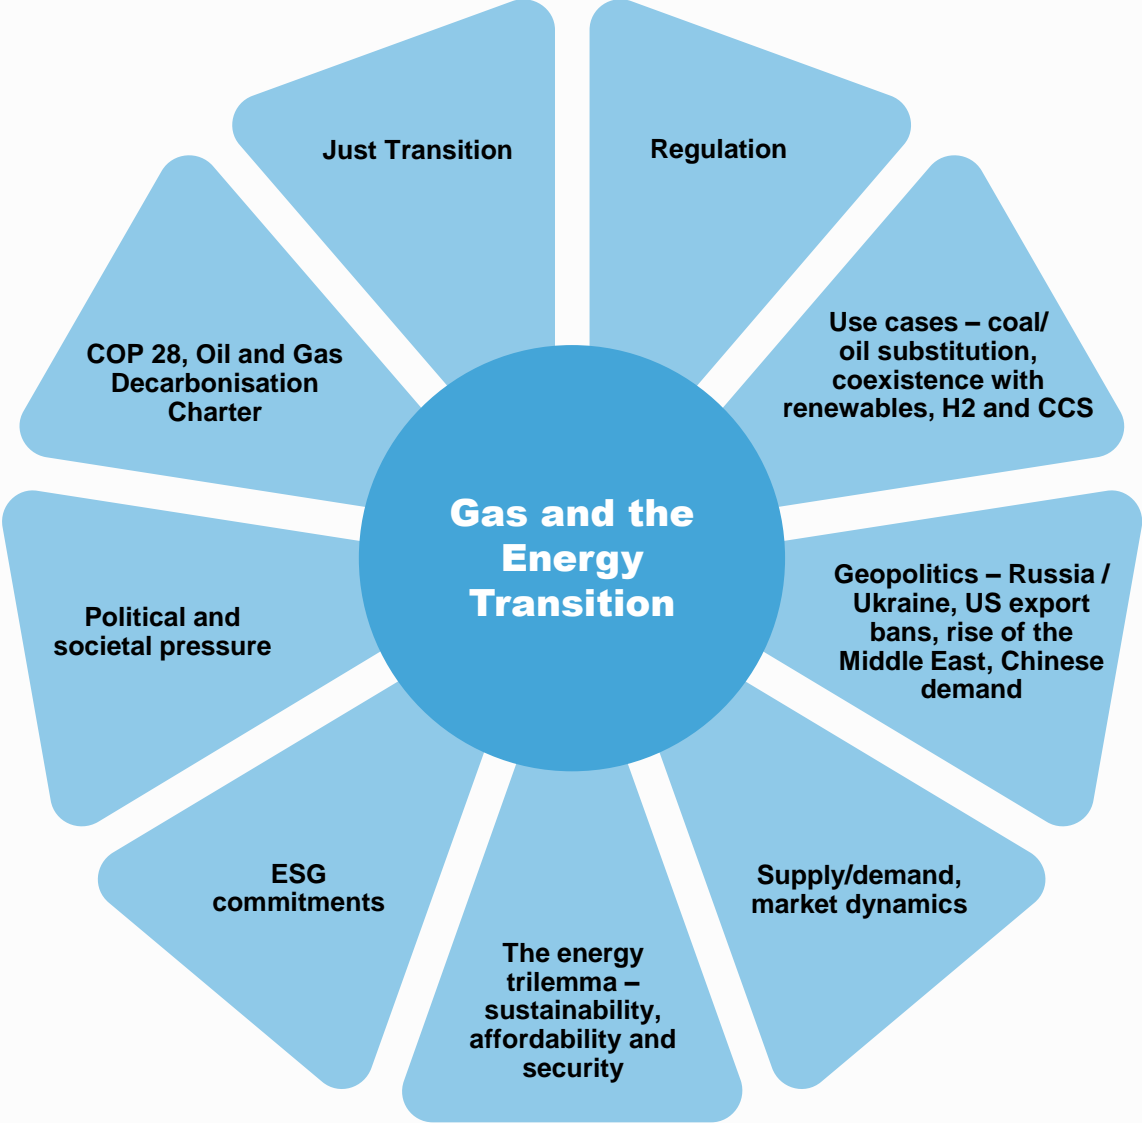 Just Transition
Regulation
Use cases – coal/
oil substitution,
coexistence with
renewables, H2 and CCS
Geopolitics – Russia /
Ukraine, US export
bans, rise of the
Middle East, Chinese
demand
Supply/demand,
market dynamics
The energy
trilemma –
sustainability,
affordability and
security
ESG
commitments
Political and
societal pressure
COP 28, Oil and Gas
Decarbonisation
Charter
Gas and the
Energy
Transition